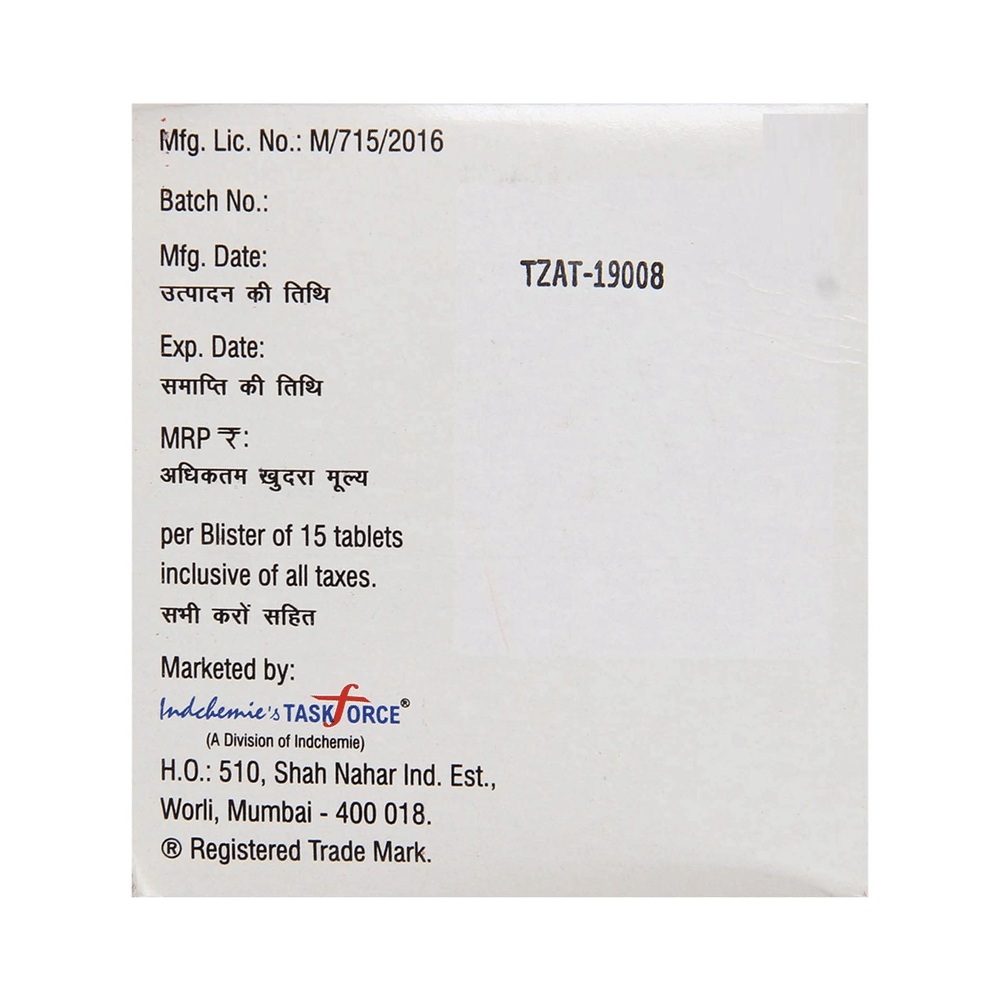 Mfg. Lic. No.: M/715/2016
Batch No.:
Mfg. Date:
TZAT-19008
उत्पादन की तिथि
Exp. Date:
समाप्ति की तिथि
MRP ₹:
अधिकतम खुदरा मूल्य
per Blister of 15 tablets
inclusive of all taxes.
सभी करों सहित
Marketed by:
Indchemie's TASKFORCE®
(A Division of Indchemie)
H.O.: 510, Shah Nahar Ind. Est.,
Worli, Mumbai - 400 018.
® Registered Trade Mark.